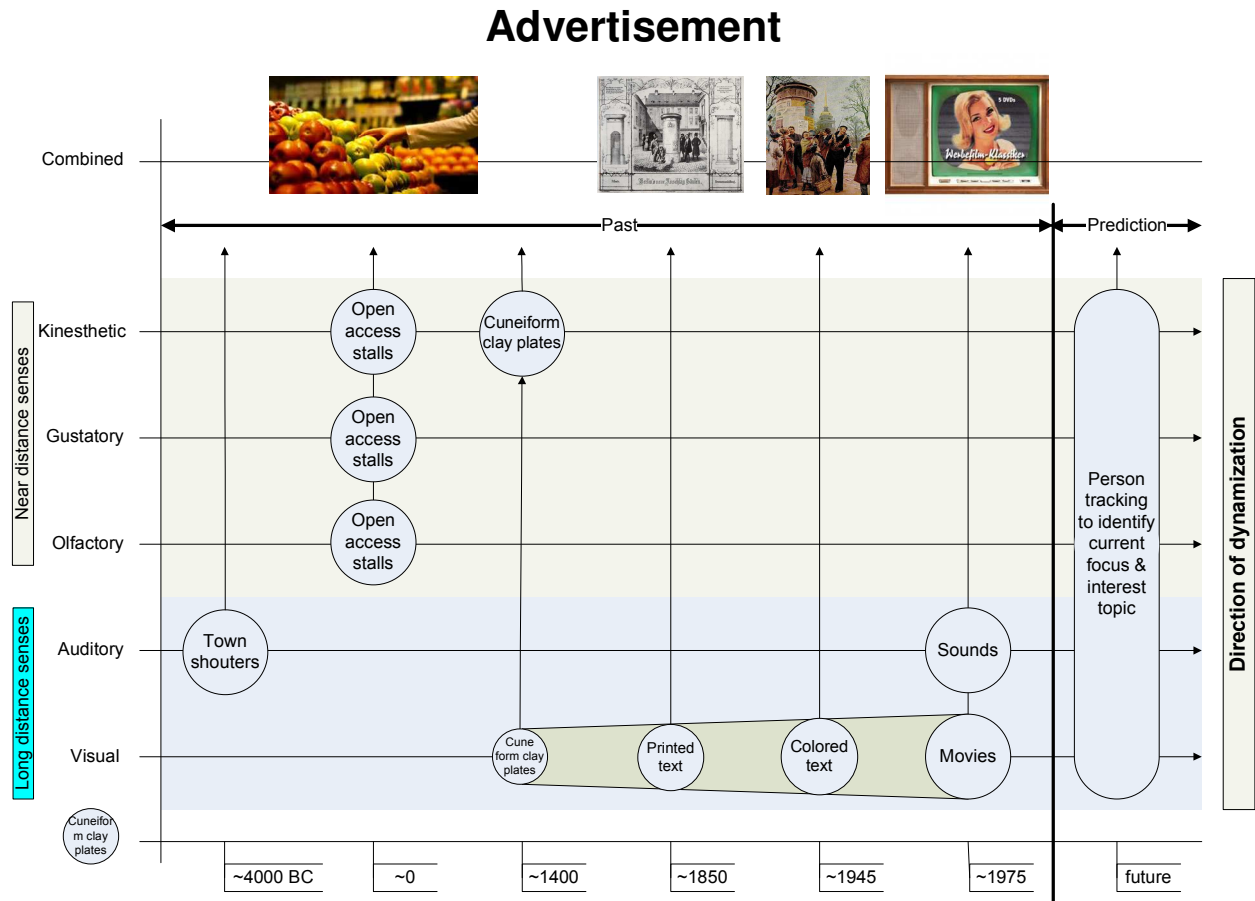 Advertisement
5 DVDs
Werbefilm-Klassiker
Combined
Past
Prediction
Near distance senses
Kinesthetic
Open
access
stalls
Cuneiform
clay plates
Gustatory
Open
access
stalls
Olfactory
Open
access
stalls
Person
tracking
to identify
current
focus &
interest
topic
Direction of dynamization
Long distance senses
Auditory
Town
shouters
Sounds
Visual
Cune
form clay
plates
Printed
text
Colored
text
Movies
Cuneifor
m clay
plates
~4000 BC
~0
~1400
~1850
~1945
~1975
future